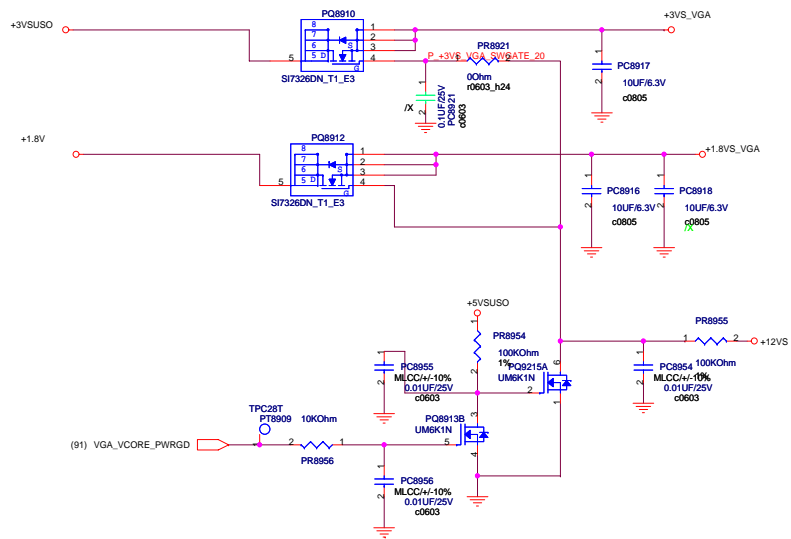 +3VSUSO
PQ8910
8
7
6
5 D
S
G
5
1
2
3
4
SI7326DN_T1_E3
+3VS_VGA
P_+3VS_VGA_SWGATE_20
PR8921
1
2
0Ohm
r0603_h24
1
2
/X
0.1UF/25V
PC8921
c0603
1
2
PC8917
10UF/6.3V
c0805
+1.8V
PQ8912
8
7
6
5 D
S
G
5
1
2
3
4
SI7326DN_T1_E3
+1.8VS_VGA
1
2
PC8916
10UF/6.3V
c0805
1
2
PC8918
10UF/6.3V
c0805
/X
+5VSUSO
1
2
PR8954
100KOhm
1%
PQ9215A
UM6K1N
2
6
1
PR8955
1
2
+12VS
100KOhm
1%
1
2
PC8954
MLCC/+/-10%
0.01UF/25V
c0603
1
2
PC8955
MLCC/+/-10%
0.01UF/25V
c0603
PQ8913B
UM6K1N
3
5
4
TPC28T
PT8909
10KOhm
(91) VGA_VCORE_PWRGD
2
1
PR8956
1
2
PC8956
MLCC/+/-10%
0.01UF/25V
c0603